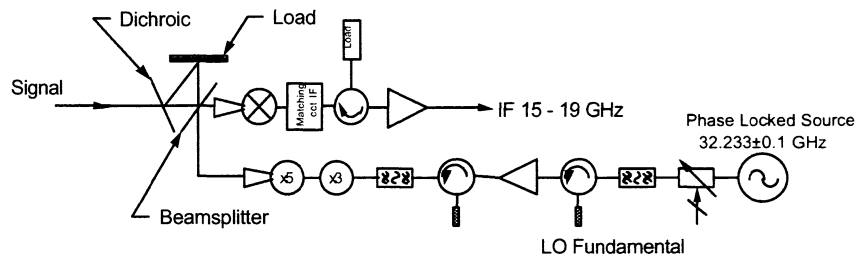 Dichroic
Load
Signal
Load
Matching
cct IF
IF 15 - 19 GHz
Phase Locked Source
32.233±0.1 GHz
x5
x3
Beamsplitter
LO Fundamental